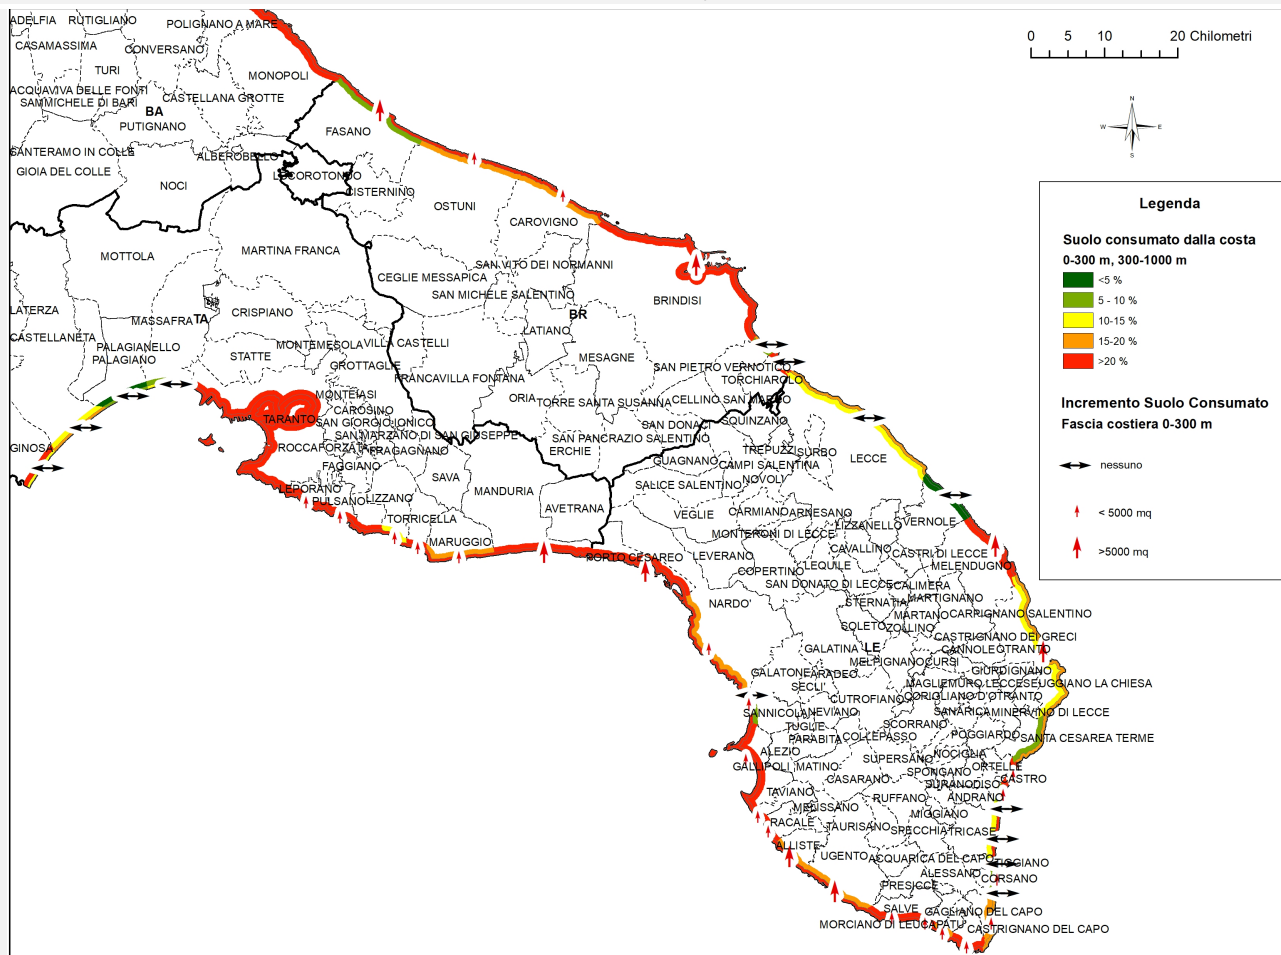 ADELFIA
RUTIGLIANO
POLIGNANO A MARE
CASAMASSIMA
CONVERSANO
TURI
MONOPOLI
ACQUAVIVA DELLE FONTI
SAMMICHELE DI BARI
CASTELLANA GROTTE
BA
PUTIGNANO
FASANO
SANTERAMO IN COLLE
ALBEROBELLO
GIOIA DEL COLLE
NOCI
LOCOROTONDO
CISTERNINO
OSTUNI
CAROVIGNO
MOTTOLA
MARTINA FRANCA
SAN VITO DEI NORMANNI
CEGLIE MESSAPICA
SAN MICHELE SALENTINO
BRINDISI
LATERZA
MASSAFRA
TA
CRISPIANO
BR
LATIANO
CASTELLANETA
PALAGIANELLO
PALAGIANO
MONTEMESOLA
VILLA CASTELLI
STATTE
GROTTAGLIE
MESAGNE
SAN PIETRO VERNOTICO
TORCHIAROLO
FRANCAVILLA FONTANA
MONTEIASI
ORIA
TORRE SANTA SUSANNA
CELLINO SAN MARCO
CAROSINO
TARANTO
SAN GIORGIO IONICO
SAN DONACI
SQUINZANO
SAN MARZANO DI SAN GIUSEPPE
SAN PANCRAZIO SALENTINO
GINOSA
ROCCAFORZATA
FRAGAGNANO
ERCHIE
TREPUZZI
SURBO
LECCE
FAGGIANO
GUAGNANO
CAMPI SALENTINA
SAVA
NOVOLI
LEPORANO
PULSANO
LIZZANO
MANDURIA
SALICE SALENTINO
AVETRANA
VEGLIE
CARMIANO
ARNESANO
TORRICELLA
LIZZANELLO
VERNOLE
MONTERONI DI LECCE
MARUGGIO
CAVALLINO
CASTRI DI LECCE
PORTO CESAREO
LEVERANO
LEQUILE
MELENDUGNO
COPERTINO
SAN DONATO DI LECCE
CALIMERA
NARDO'
STERNATIA
MARTIGNANO
MARTANO
CARPIGNANO SALENTINO
SOLETO
ZOLLINO
CASTRIGNANO DEI GRECI
GALATINA
LE
CANNOLE
OTRANTO
MELPIGNANO
CURSI
GALATONE
ARADEO
GIURDIGNANO
SECLI'
MAGLIE
MURO LECCESE
UGGIANO LA CHIESA
CUTROFIANO
CORIGLIANO D'OTRANTO
SANNICOLA
NEVIANO
SANARICA
MINERVINO DI LECCE
TUGLIE
SCORRANO
PARABITA
COLLEPASSO
POGGIARDO
SANTA CESAREA TERME
ALEZIO
SUPERSANO
NOCIGLIA
GALLIPOLI
MATINO
SPONGANO
ORTELLE
CASARANO
SURANO
DISO
CASTRO
TAVIANO
RUFFANO
ANDRANO
MELISSANO
MIGGIANO
RACALE
TAURISANO
SPECCHIA
TRICASE
ALLISTE
UGENTO
ACQUARICA DEL CAPO
TIGGIANO
ALESSANO
CORSANO
PRESICCE
SALVE
GAGLIANO DEL CAPO
MORCIANO DI LEUCA
PATU'
CASTRIGNANO DEL CAPO
0 5 10 20 Chilometri
N
W E
S
Legenda
Suolo consumato dalla costa
0-300 m, 300-1000 m
<5 %
5 - 10 %
10-15 %
15-20 %
>20 %
Incremento Suolo Consumato
Fascia costiera 0-300 m
nessuno
< 5000 mq
>5000 mq